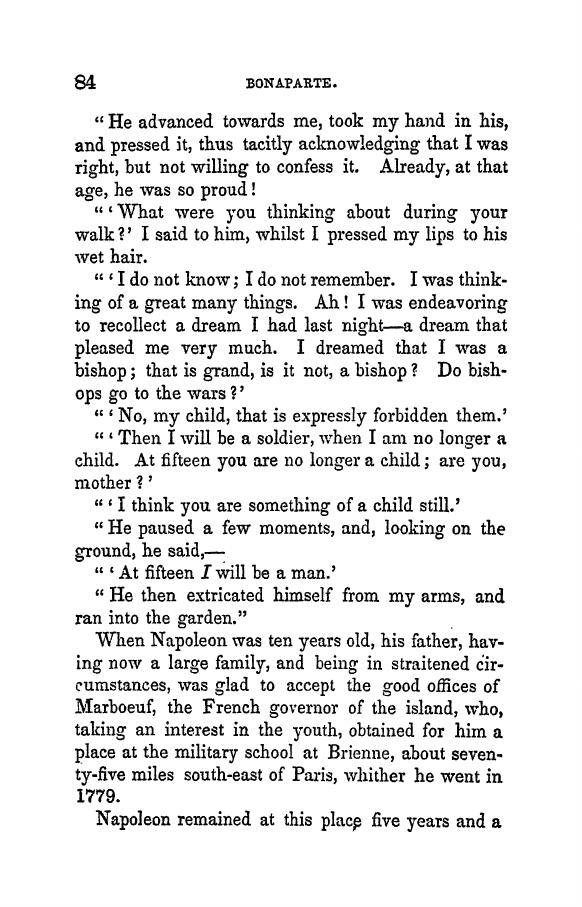 84 BONAPARTE.
“ He advanced towards me, took my hand in his,
and pressed it, thus tacitly acknowledging that I was
right, but not willing to confess it. Already, at that
age, he was so proud !
“ ‘ What were you thinking about during your
walk ?’ I said to him, whilst I pressed my lips to his
wet hair.
“ ‘ I do not know ; I do not remember. I was think-
ing of a great many things. Ah ! I was endeavoring
to recollect a dream I had last night—a dream that
pleased me very much. I dreamed that I was a
bishop ; that is grand, is it not, a bishop ? Do bish-
ops go to the wars ?’
“ ‘ No, my child, that is expressly forbidden them.’
“ ‘ Then I will be a soldier, when I am no longer a
child. At fifteen you are no longer a child ; are you,
mother ? ’
“ ‘ I think you are something of a child still.’
“ He paused a few moments, and, looking on the
ground, he said,—
“ ‘ At fifteen I will be a man.’
“ He then extricated himself from my arms, and
ran into the garden.”
When Napoleon was ten years old, his father, hav-
ing now a large family, and being in straitened cir-
cumstances, was glad to accept the good offices of
Marboeuf, the French governor of the island, who,
taking an interest in the youth, obtained for him a
place at the military school at Brienne, about seven-
ty-five miles south-east of Paris, whither he went in
1779.
Napoleon remained at this place five years and a